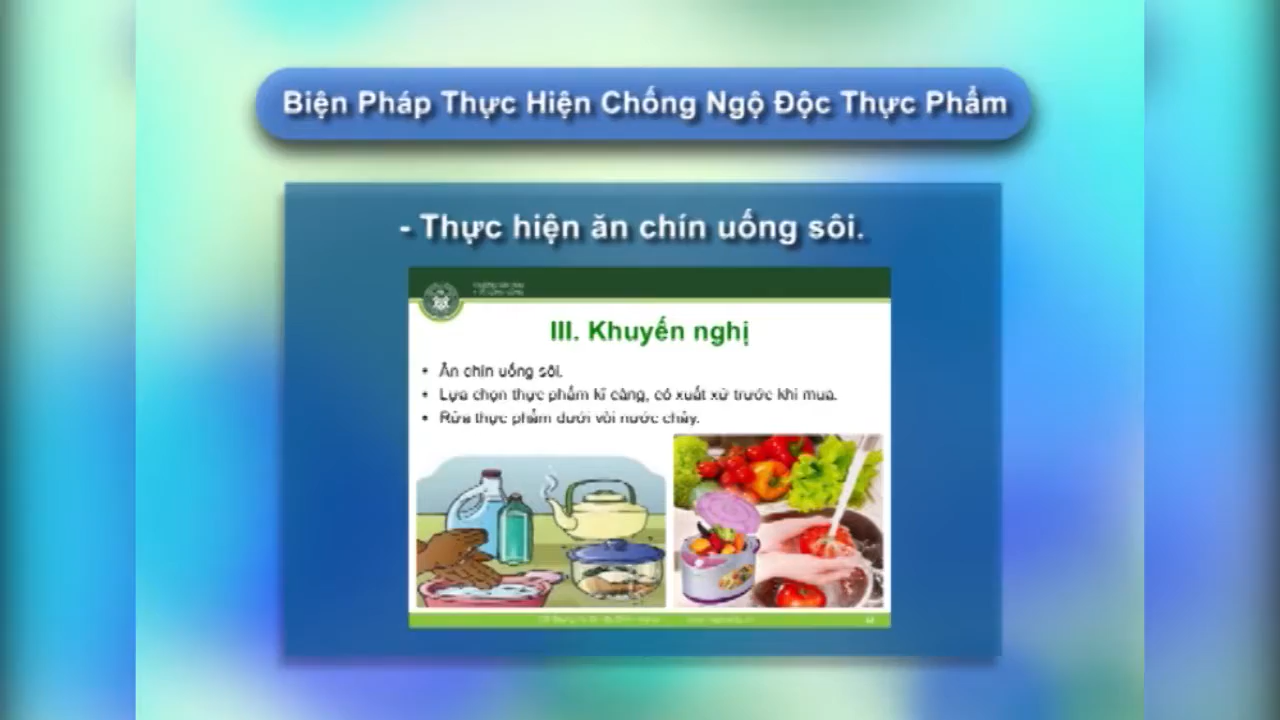 Biện Pháp Thực Hiện Chống Ngộ Độc Thực Phẩm
- Thực hiện ăn chín uống sôi.
III. Khuyến nghị
• Ăn chín uống sôi.
• Lựa chọn thực phẩm kĩ càng, có xuất xứ trước khi mua.
• Rửa thực phẩm dưới vòi nước chảy.